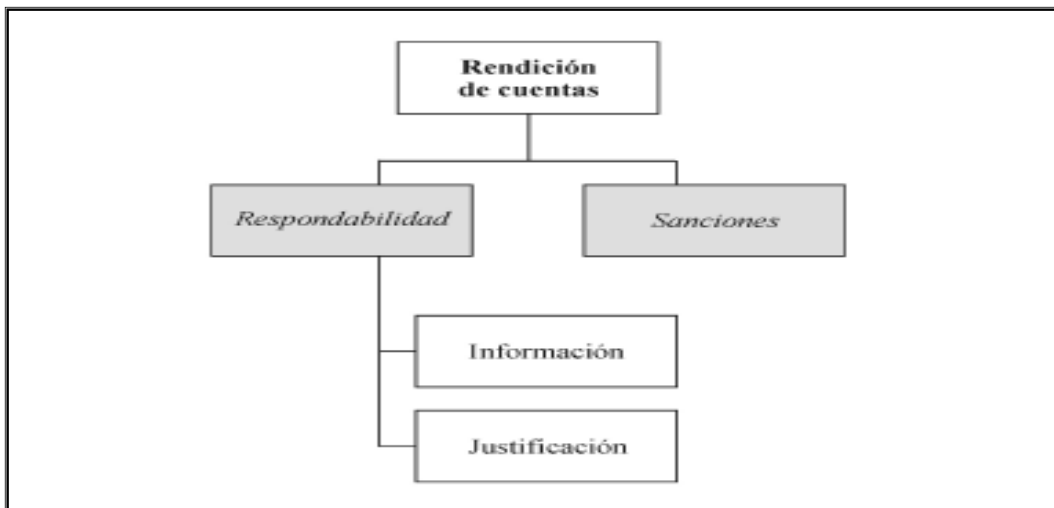 Rendición
de cuentas
Respondabilidad
Sanciones
Información
Justificación